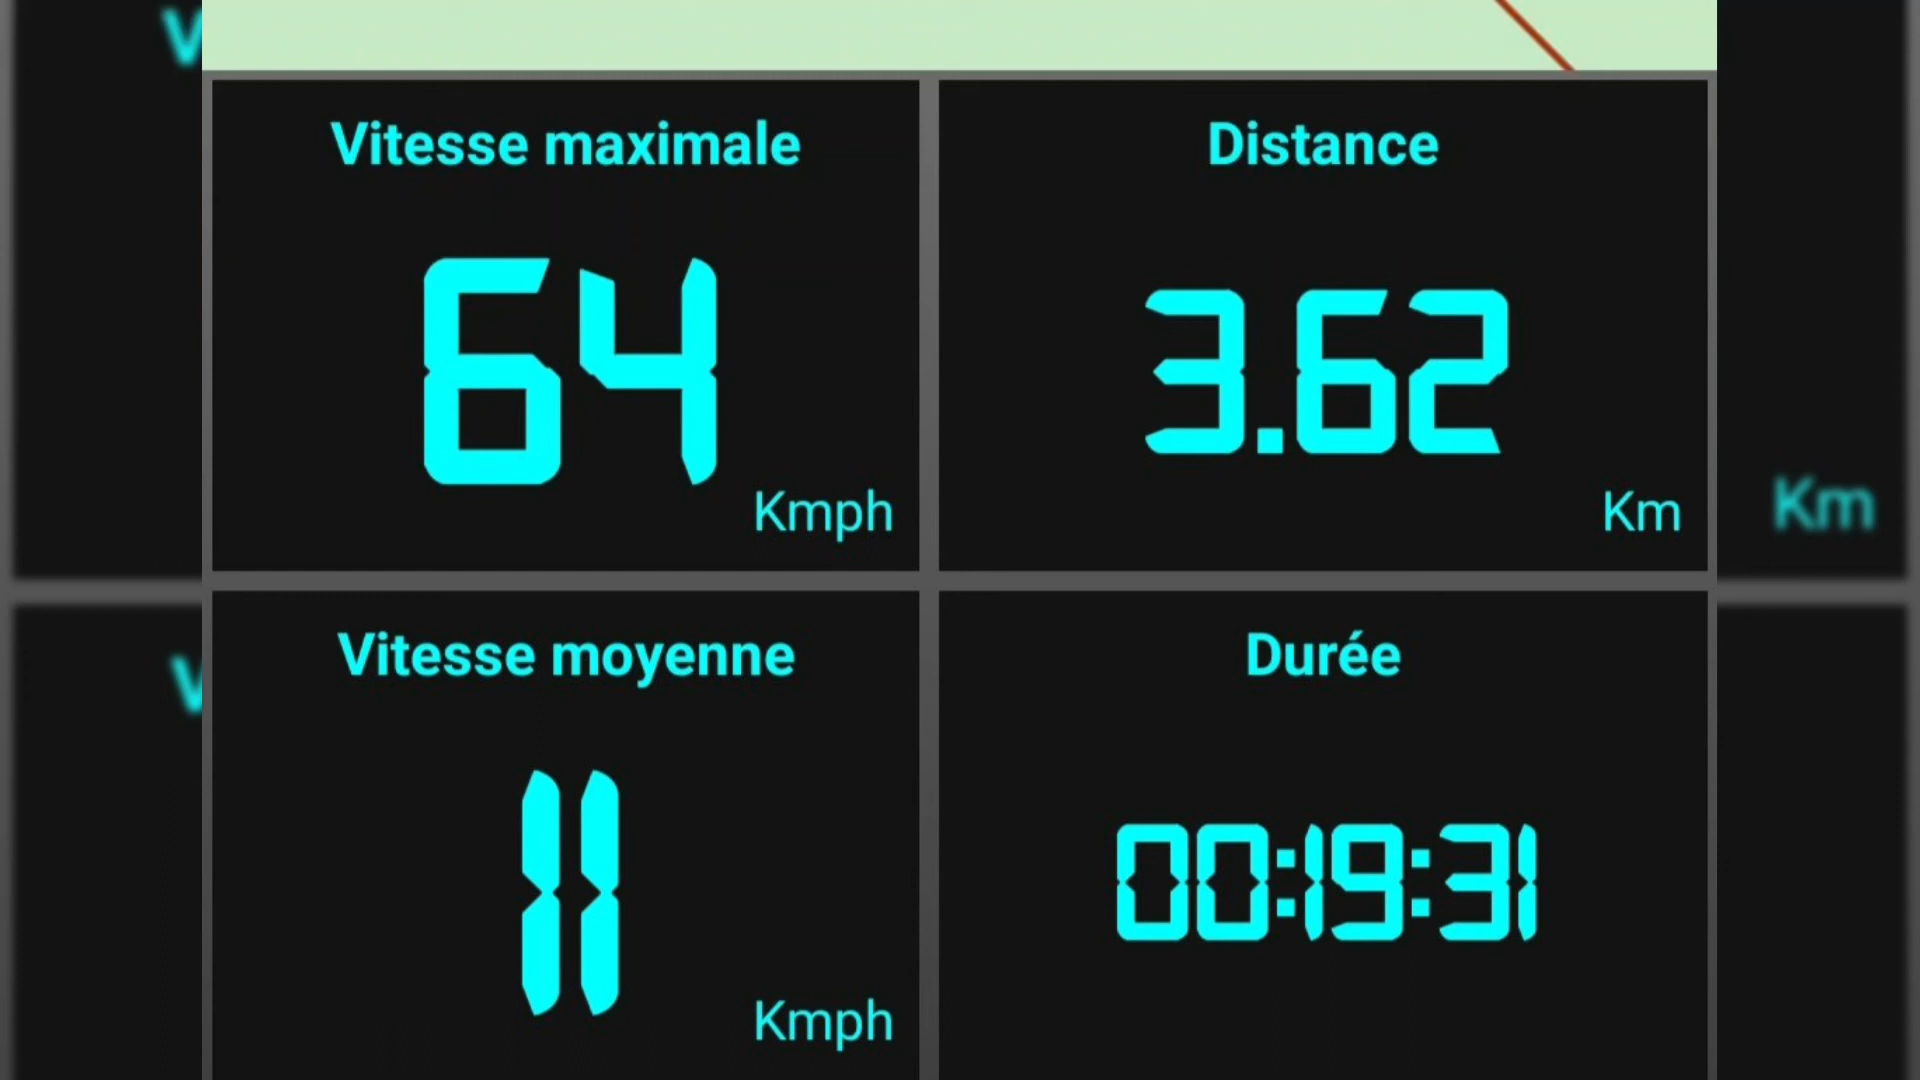 Vitesse maximale
64
Kmph
Distance
3.62
Km
Vitesse moyenne
11
Kmph
Durée
00:19:31
Km